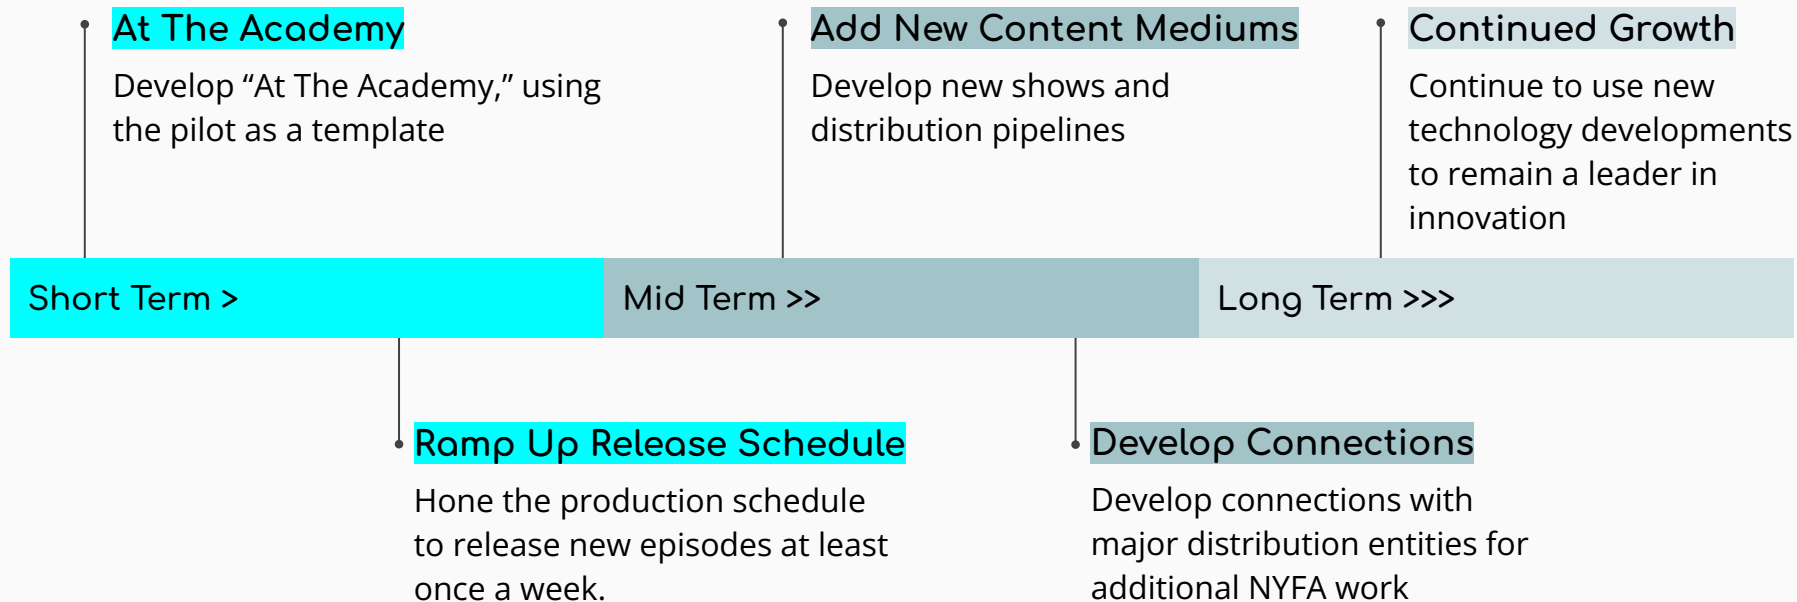 At The Academy
Develop “At The Academy,” using
the pilot as a template
Add New Content Mediums
Develop new shows and
distribution pipelines
Continued Growth
Continue to use new
technology developments
to remain a leader in
innovation
Short Term >
Mid Term >>
Long Term >>>
Ramp Up Release Schedule
Hone the production schedule
to release new episodes at least
once a week.
Develop Connections
Develop connections with
major distribution entities for
additional NYFA work